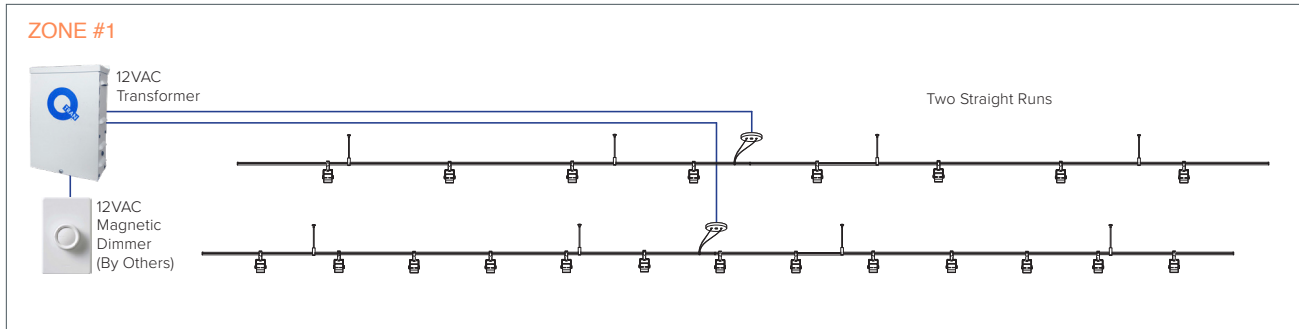 ZONE #1
12VAC
Transformer
Two Straight Runs
12VAC
Magnetic
Dimmer
(By Others)